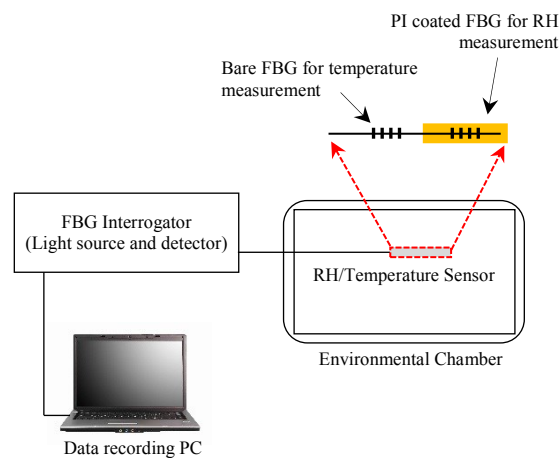 PI coated FBG for RH
measurement
Bare FBG for temperature
measurement
FBG Interrogator
(Light source and detector)
RH/Temperature Sensor
Environmental Chamber
Data recording PC